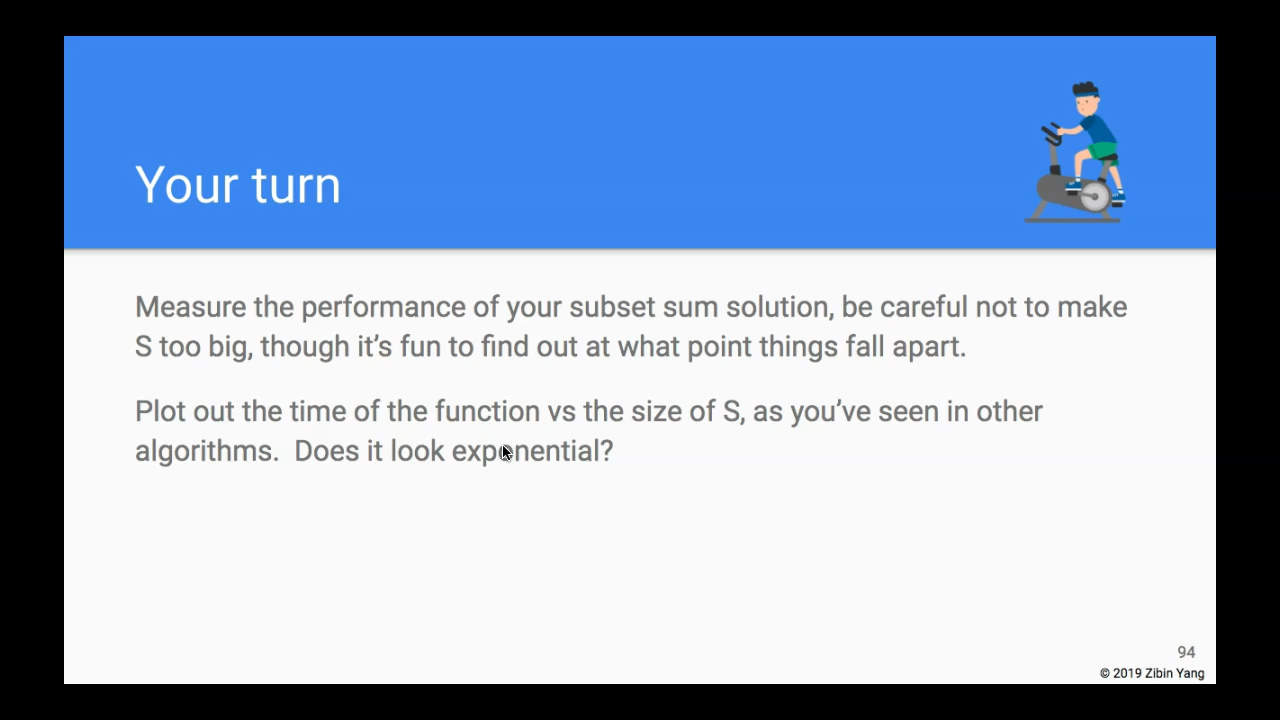 Your turn
Measure the performance of your subset sum solution, be careful not to make
S too big, though it’s fun to find out at what point things fall apart.
Plot out the time of the function vs the size of S, as you’ve seen in other
algorithms.  Does it look exponential?
94
© 2019 Zibin Yang